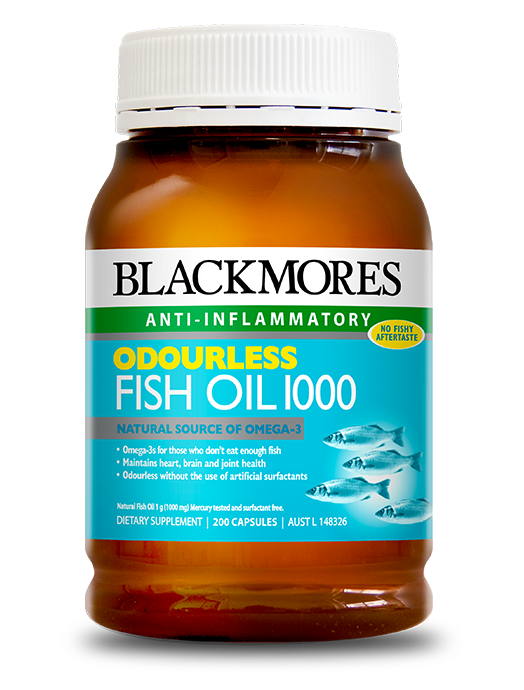 BLACKMORES
ANTI-INFLAMMATORY
NO FISHY
AFTERTASTE
ODOURLESS
FISH OIL 1000
NATURAL SOURCE OF OMEGA-3
• Omega-3s for those who don't eat enough fish
• Maintains heart, brain and joint health
• Odourless without the use of artificial surfactants
Natural Fish Oil 1 g (1000 mg) Mercury tested and surfactant free.
DIETARY SUPPLEMENT | 200 CAPSULES | AUST L 148326